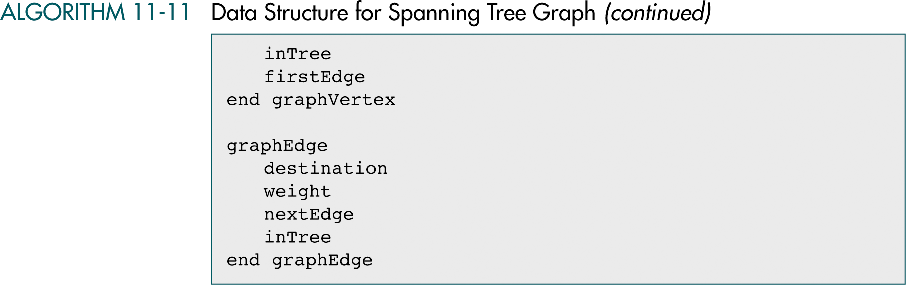 ALGORITHM 11-11 Data Structure for Spanning Tree Graph (continued)
inTree
firstEdge
end graphVertex
graphEdge
destination
weight
nextEdge
inTree
end graphEdge